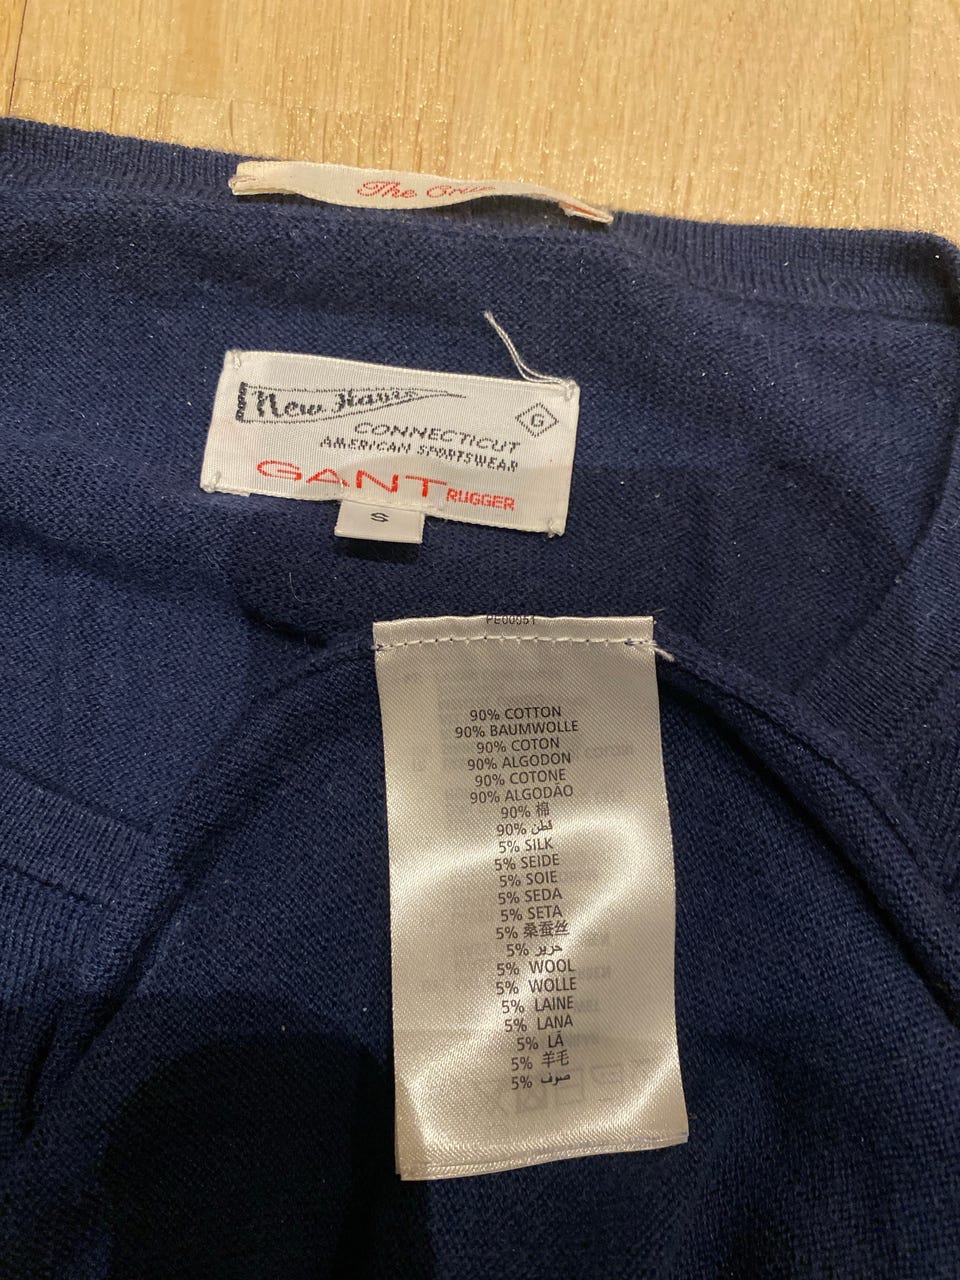 The
New Haven
G
CONNECTICUT
AMERICAN SPORTSWEAR
GANT RUGGER
S
PE00051
90% COTTON
90% BAUMWOLLE
90% COTON
90% ALGODON
90% COTONE
90% ALGODÃO
90% 棉
90% قطن
5% SILK
5% SEIDE
5% SOIE
5% SEDA
5% SETA
5% 桑蚕丝
5% حرير
5% WOOL
5% WOLLE
5% LAINE
5% LANA
5% LÃ
5% 羊毛
5% صوف